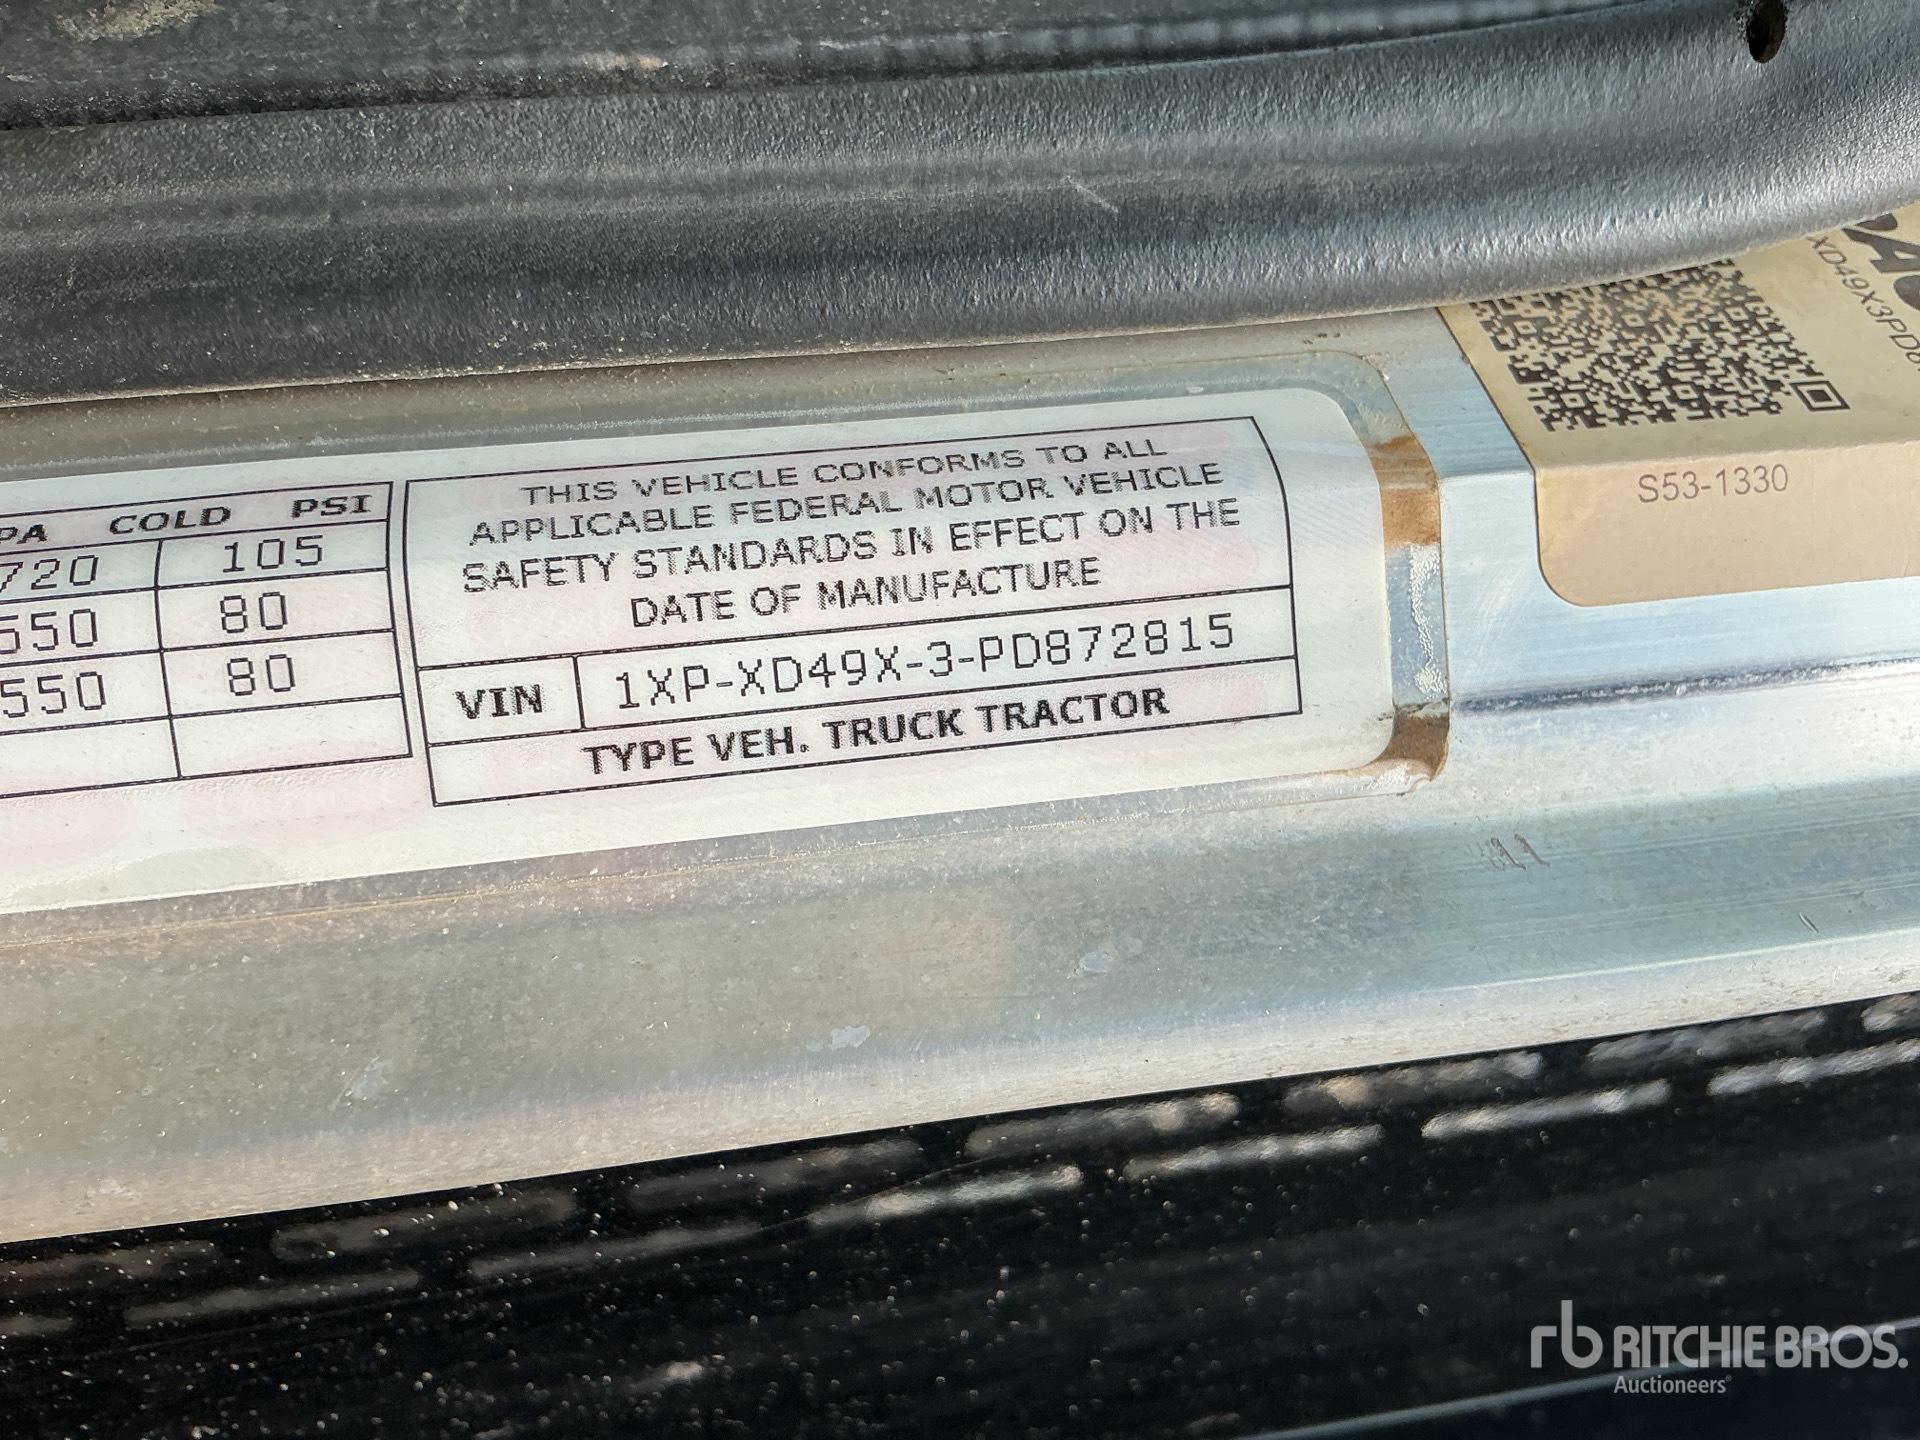 PA COLD PSI
720 105
550 80
550 80
THIS VEHICLE CONFORMS TO ALL
APPLICABLE FEDERAL MOTOR VEHICLE
SAFETY STANDARDS IN EFFECT ON THE
DATE OF MANUFACTURE
VIN 1XP-XD49X-3-PD872815
TYPE VEH. TRUCK TRACTOR
XD49X3PD8
S53-1330
rb RITCHIE BROS.
Auctioneers